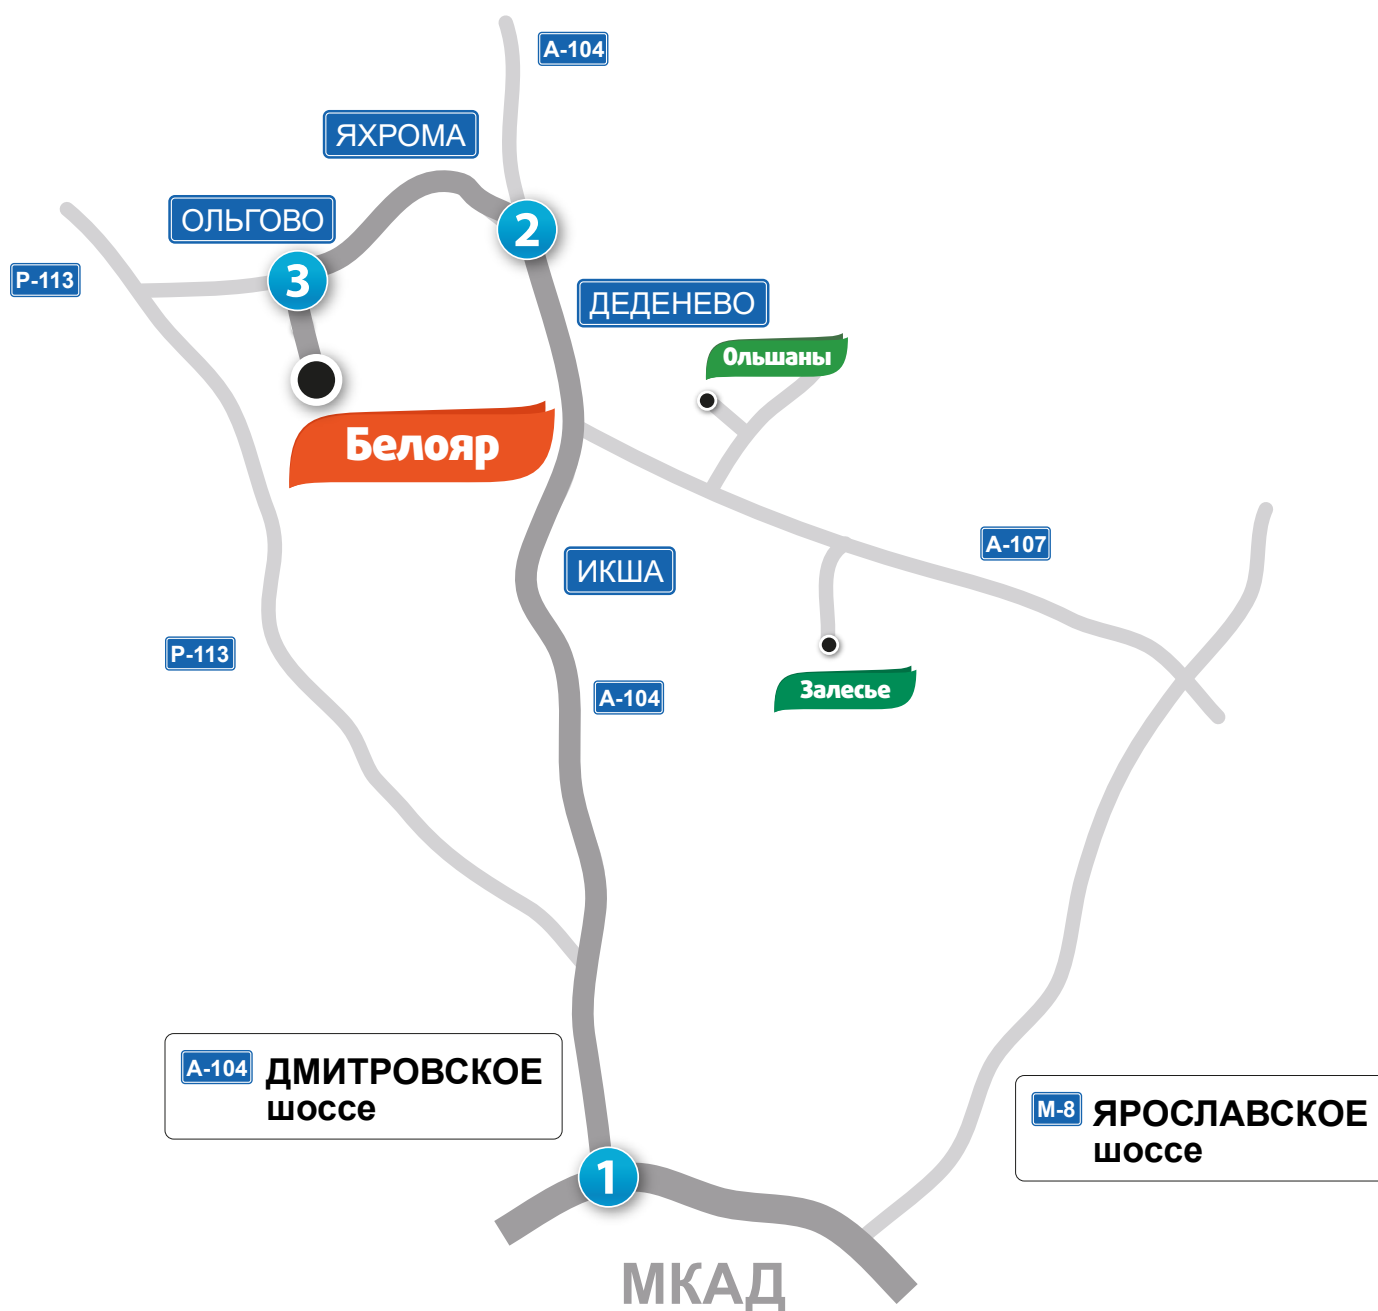 А-104
ЯХРОМА
ОЛЬГОВО
2
3
Р-113
ДЕДЕНЕВО
Ольшаны
Белояр
А-107
ИКША
Р-113
Залесье
А-104
А-104 ДМИТРОВСКОЕ
шоссе
М-8 ЯРОСЛАВСКОЕ
шоссе
1
МКАД